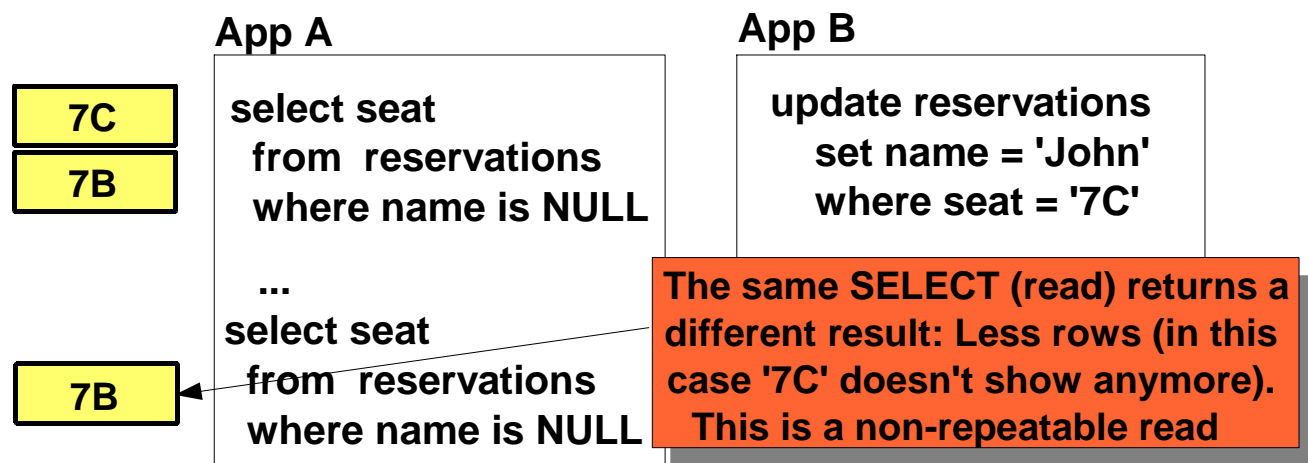 App A
App B
7C
7B
select seat
from reservations
where name is NULL
...
select seat
from reservations
where name is NULL
7B
update reservations
set name = 'John'
where seat = '7C'
The same SELECT (read) returns a
different result: Less rows (in this
case '7C' doesn't show anymore).
This is a non-repeatable read